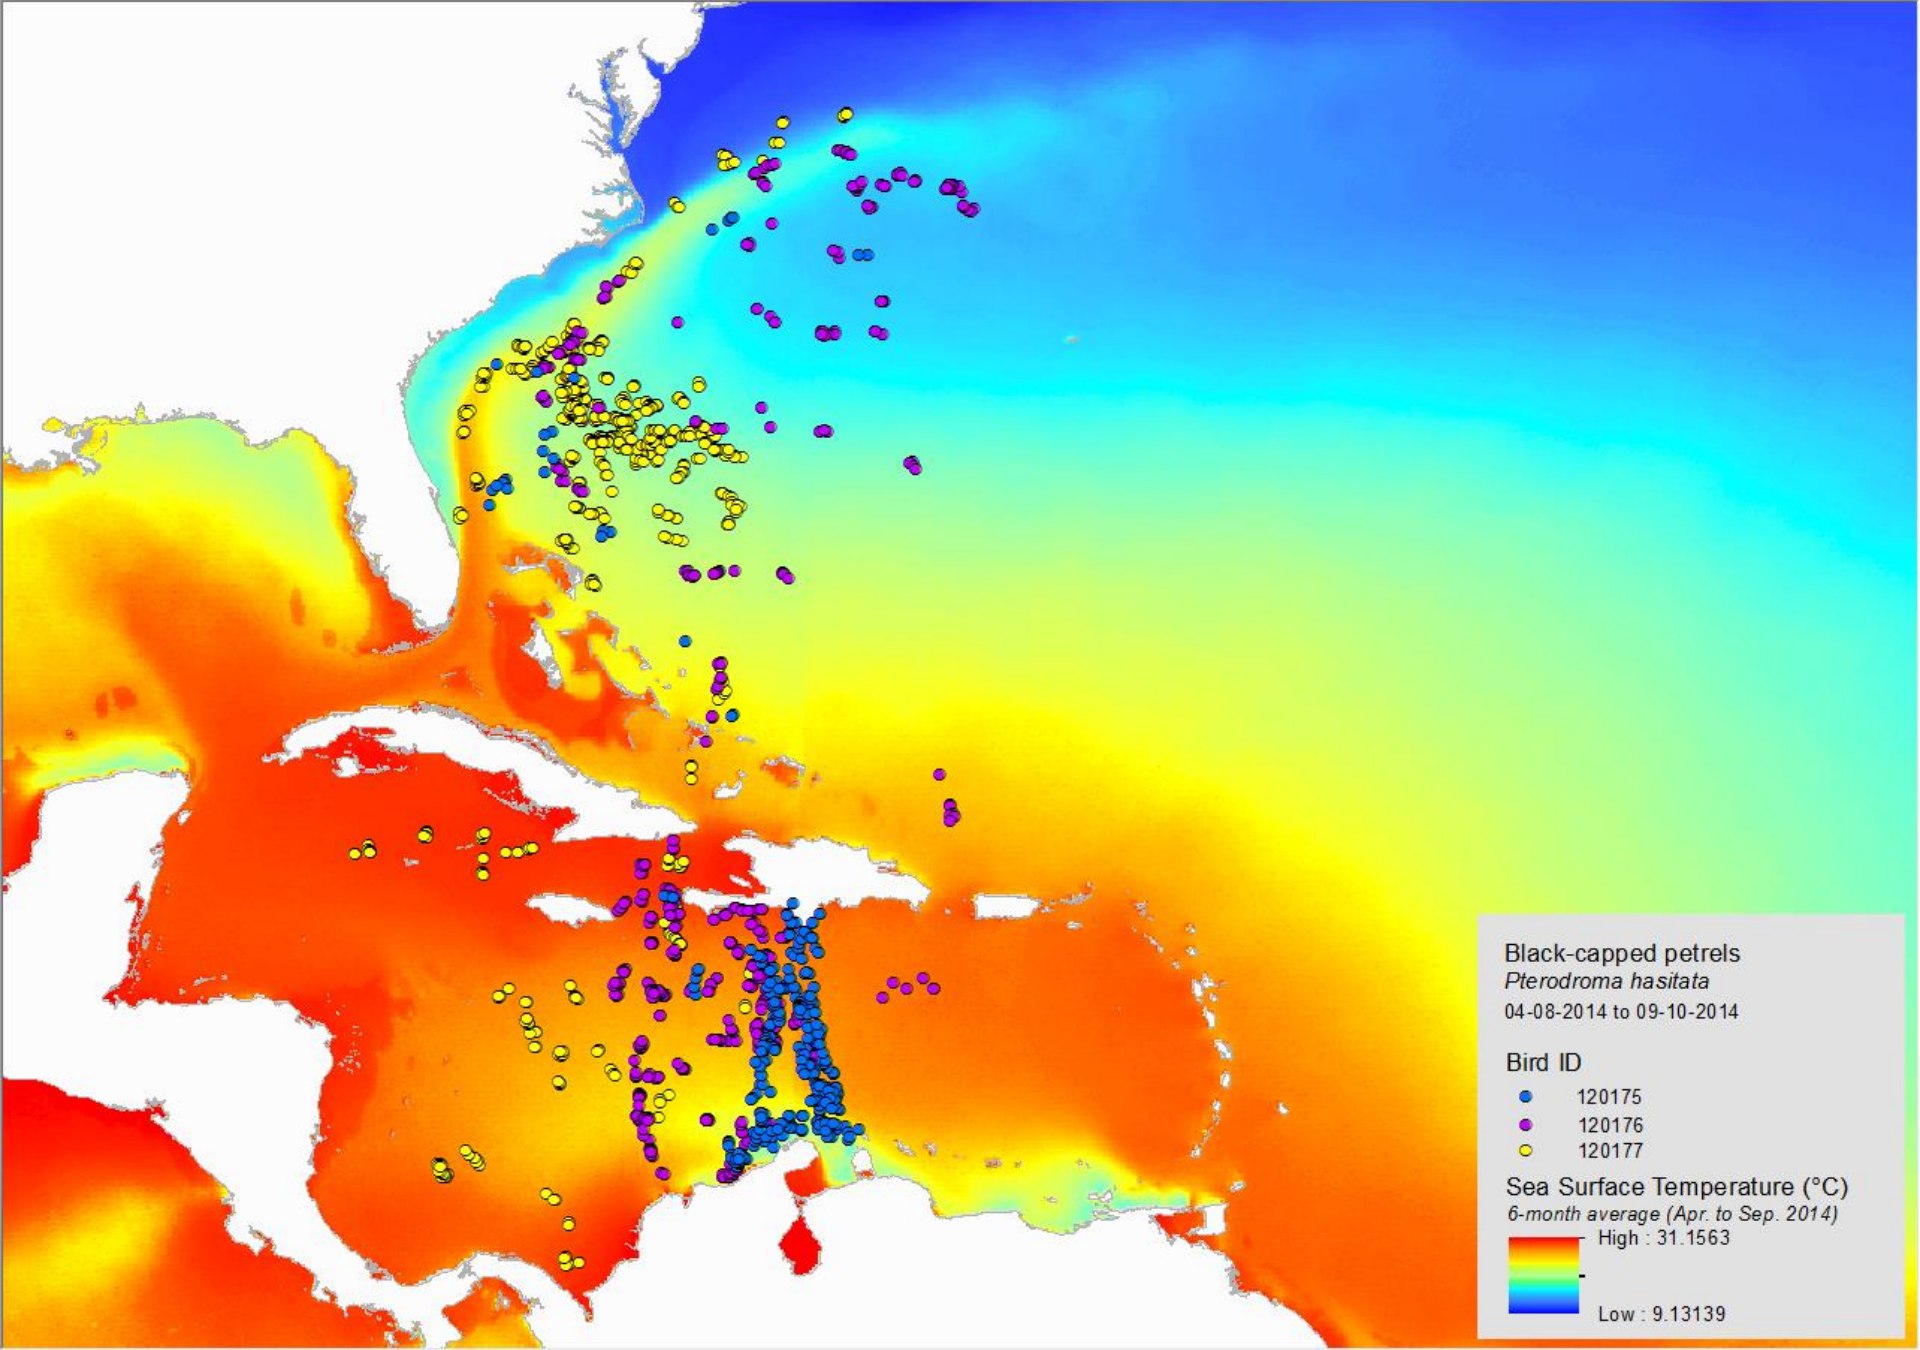 Black-capped petrels
Pterodroma hasitata
04-08-2014 to 09-10-2014
Bird ID
120175
120176
120177
Sea Surface Temperature (°C)
6-month average (Apr. to Sep. 2014)
High : 31.1563
Low : 9.13139